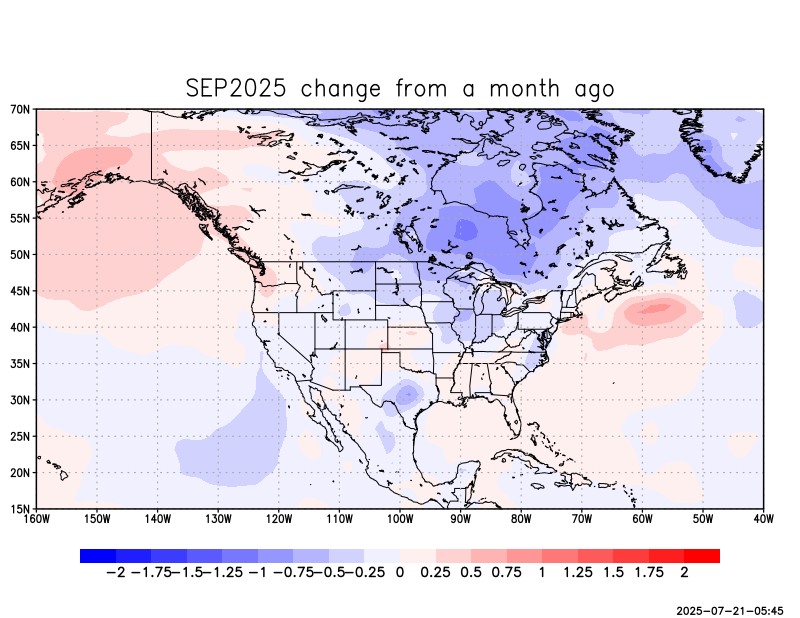 SEP2025 change from a month ago
70N
65N
60N
55N
50N
45N
40N
35N
30N
25N
20N
15N
160W 150W 140W 130W 120W 110W 100W 90W 80W 70W 60W 50W 40W
-2 -1.75 -1.5 -1.25 -1 -0.75 -0.5 -0.25 0 0.25 0.5 0.75 1 1.25 1.5 1.75 2
2025-07-21-05:45